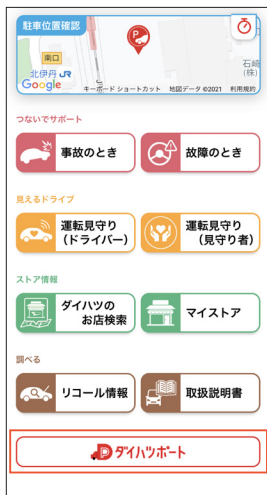 駐車位置確認
P
南口
北伊丹 JR
石崎
(株)
Google キーボード ショートカット 地図データ ©2021 利用規約
つないでサポート
事故のとき
故障のとき
見えるドライブ
運転見守り
(ドライバー)
運転見守り
(見守り者)
ストア情報
ダイハツの
お店検索
マイストア
調べる
リコール情報
取扱説明書
ダイハツポート